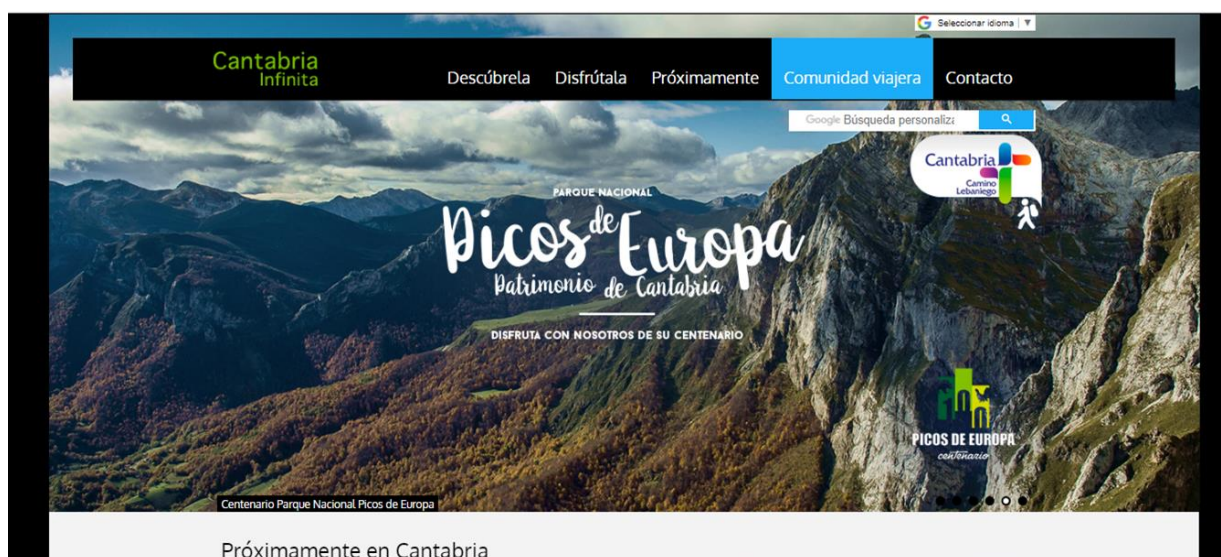 Seleccionar idioma
Cantabria
Infinita
Descúbrela Disfrútala Próximamente Comunidad viajera Contacto
Google Búsqueda personaliza
Cantabria
Camino
Lebaniego
PARQUE NACIONAL
Picos de Europa
Patrimonio de Cantabria
DISFRUTA CON NOSOTROS DE SU CENTENARIO
PICOS DE EUROPA
centenario
Centenario Parque Nacional Picos de Europa
Próximamente en Cantabria